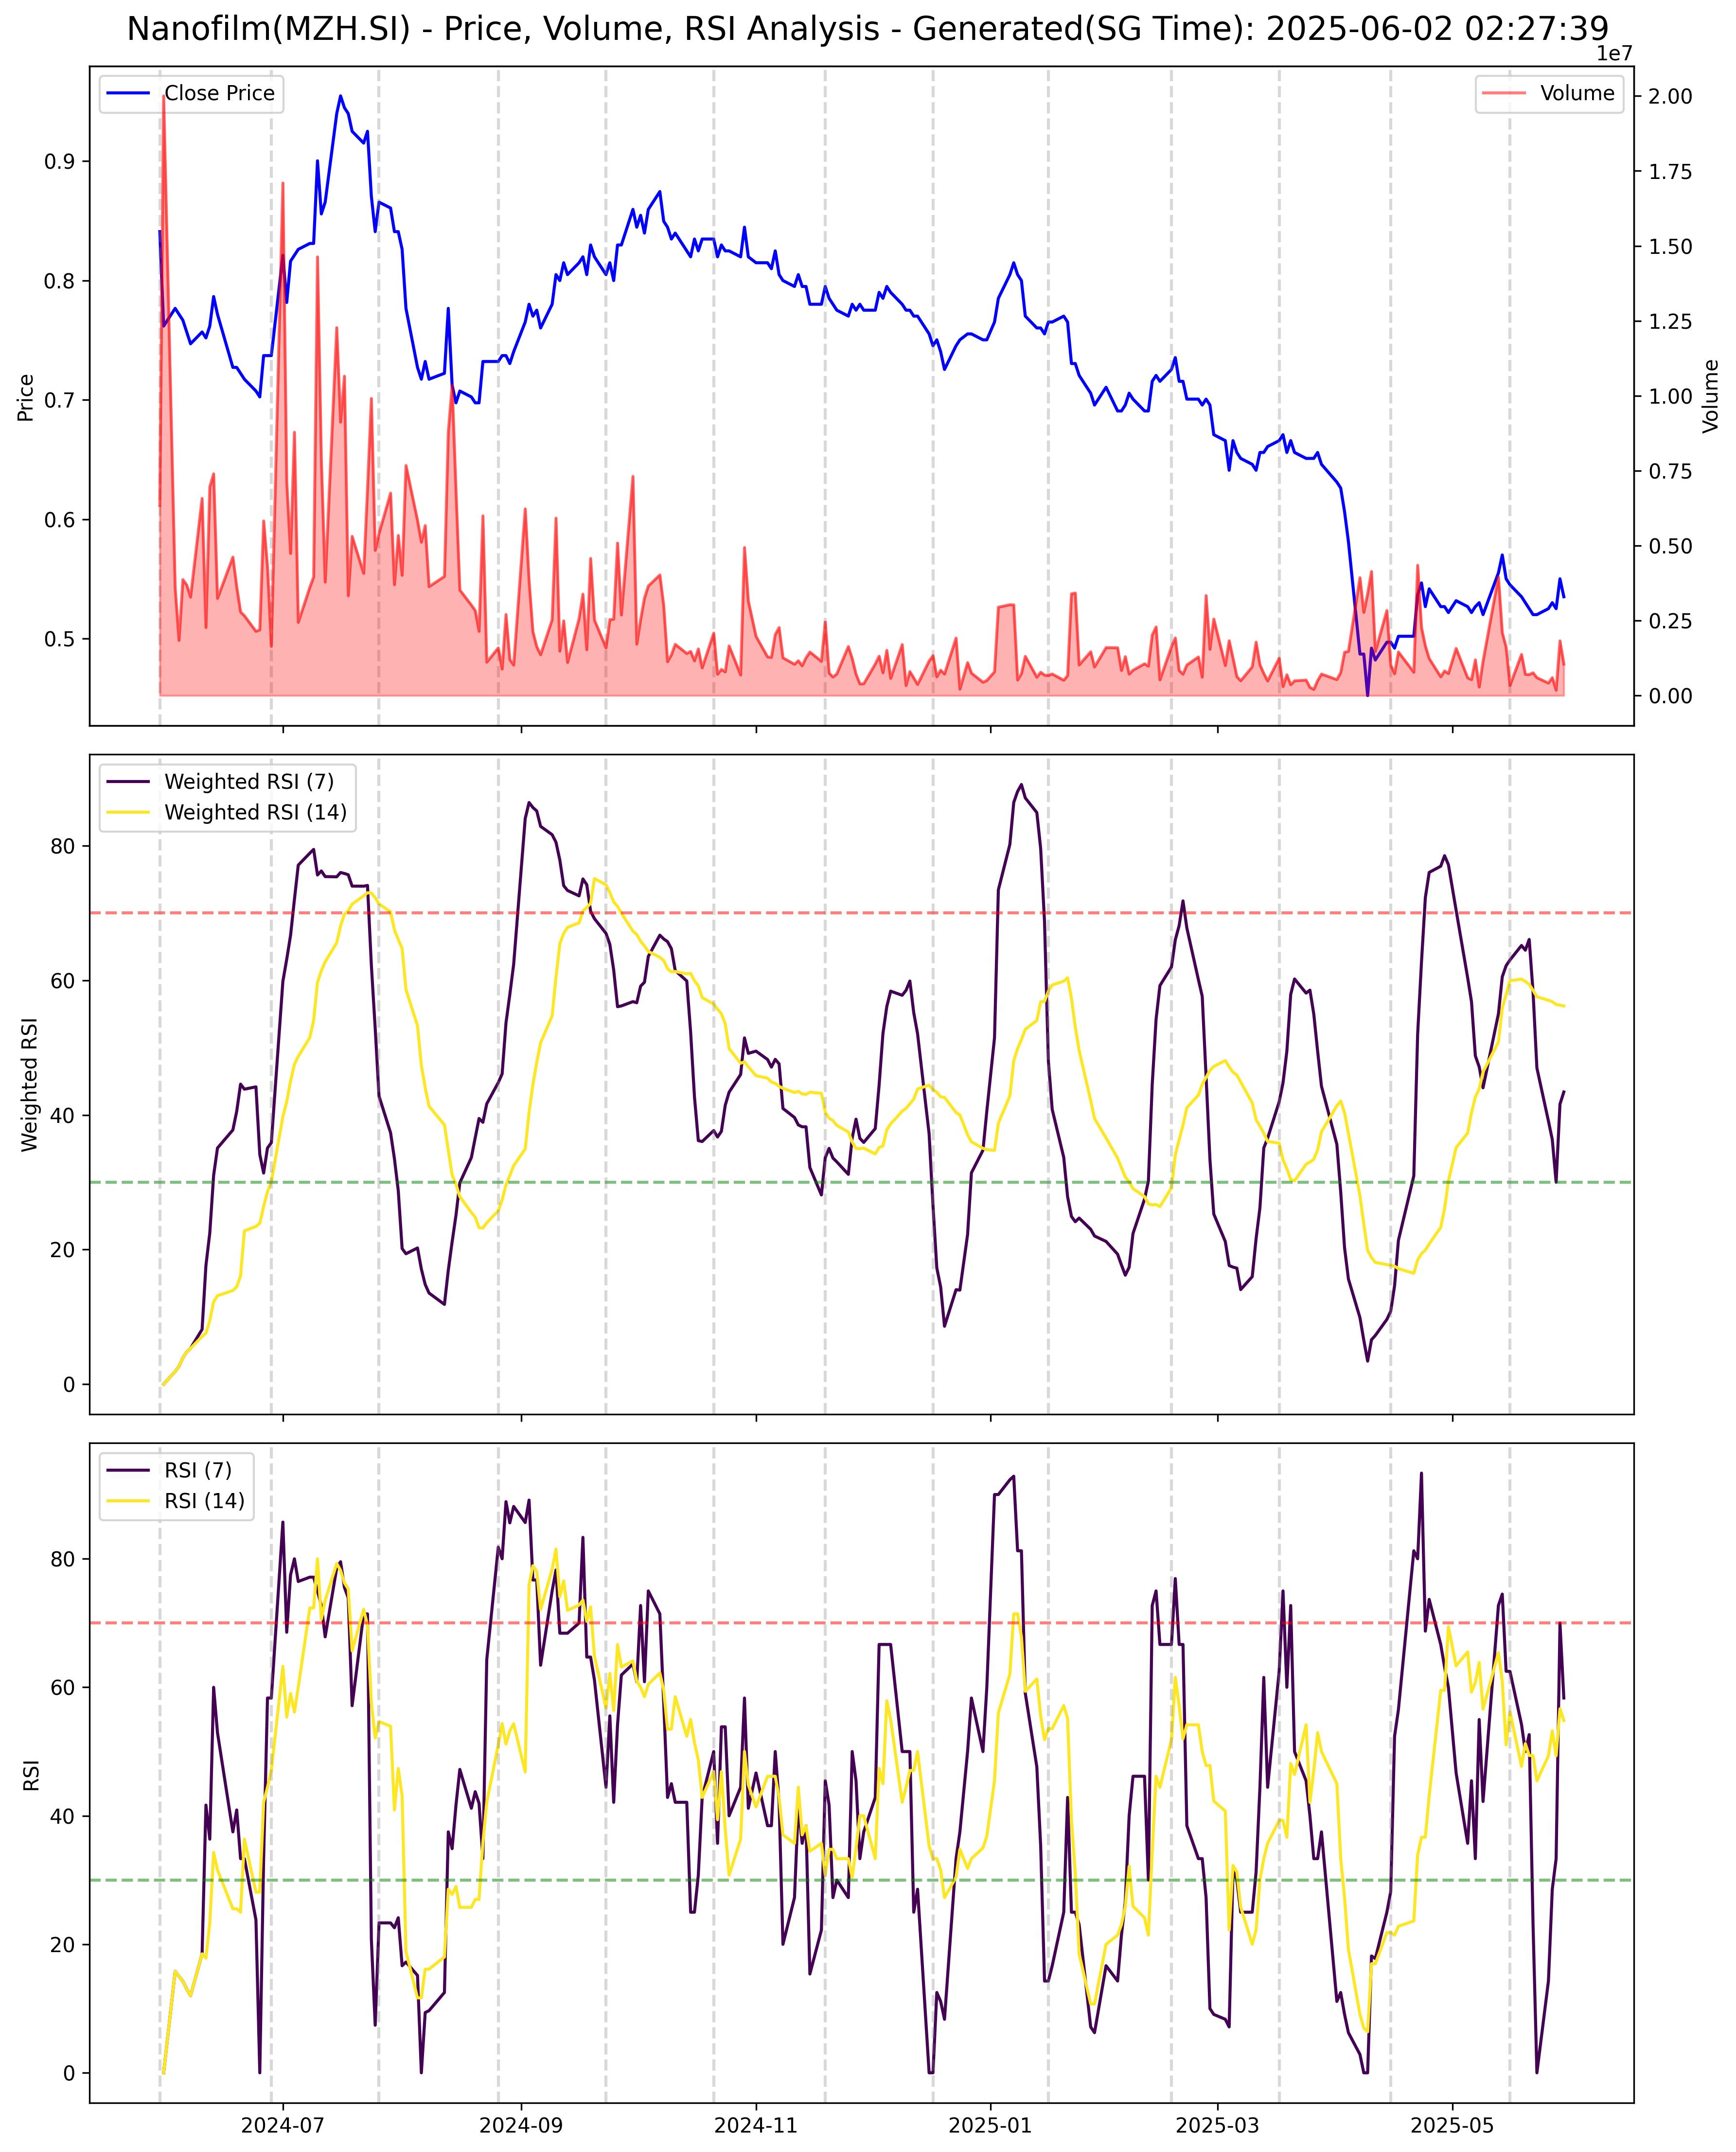 Nanofilm(MZH.SI) - Price, Volume, RSI Analysis - Generated(SG Time): 2025-06-02 02:27:39
1e7
Close Price
Volume
2.00
0.9
1.75
1.50
0.8
1.25
0.7
1.00
Price
Volume
0.75
0.6
0.50
0.25
0.5
0.00
Weighted RSI (7)
Weighted RSI (14)
80
60
Weighted RSI
40
20
0
RSI (7)
RSI (14)
80
60
RSI
40
20
0
2024-07
2024-09
2024-11
2025-01
2025-03
2025-05